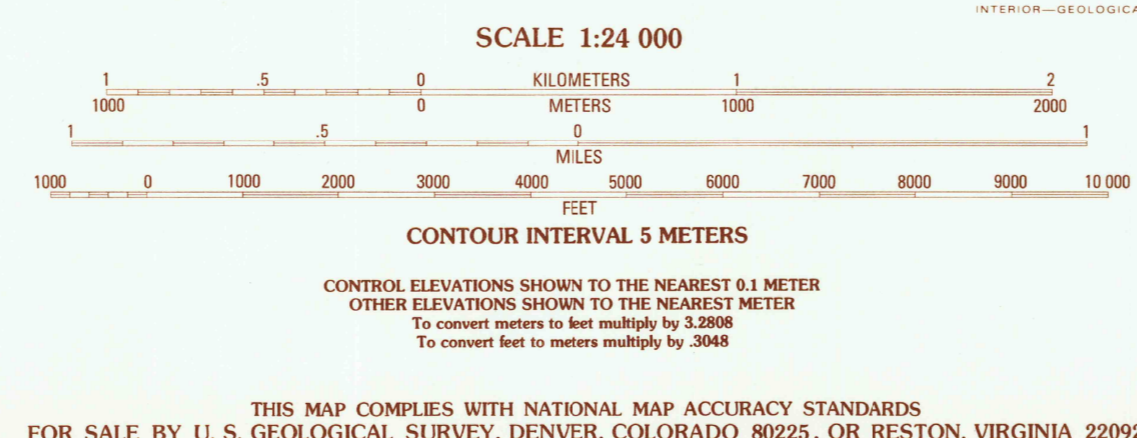 INTERIOR—GEOLOGICA
SCALE 1:24 000
1 .5 0 KILOMETERS 1 2
1000 0 METERS 1000 2000
1 .5 0 1
MILES
1000 0 1000 2000 3000 4000 5000 6000 7000 8000 9000 10 000
FEET
CONTOUR INTERVAL 5 METERS
CONTROL ELEVATIONS SHOWN TO THE NEAREST 0.1 METER
OTHER ELEVATIONS SHOWN TO THE NEAREST METER
To convert meters to feet multiply by 3.2808
To convert feet to meters multiply by .3048
THIS MAP COMPLIES WITH NATIONAL MAP ACCURACY STANDARDS
FOR SALE BY U. S. GEOLOGICAL SURVEY, DENVER, COLORADO 80225, OR RESTON, VIRGINIA 22092